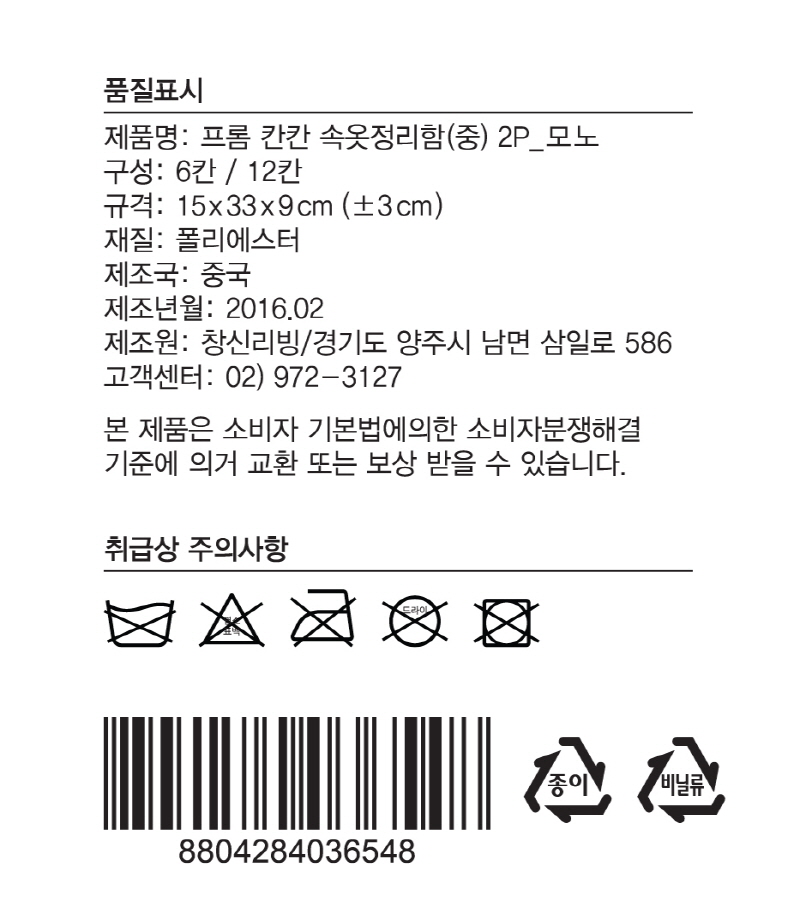 품질표시
제품명: 프롬 칸칸 속옷정리함(중) 2P_모노
구성: 6칸 / 12칸
규격: 15x33x9cm (±3cm)
재질: 폴리에스터
제조국: 중국
제조년월: 2016.02
제조원: 창신리빙/경기도 양주시 남면 삼일로 586
고객센터: 02) 972-3127
본 제품은 소비자 기본법에의한 소비자분쟁해결
기준에 의거 교환 또는 보상 받을 수 있습니다.
취급상 주의사항
표백
드라이
종이
비닐류
8804284036548